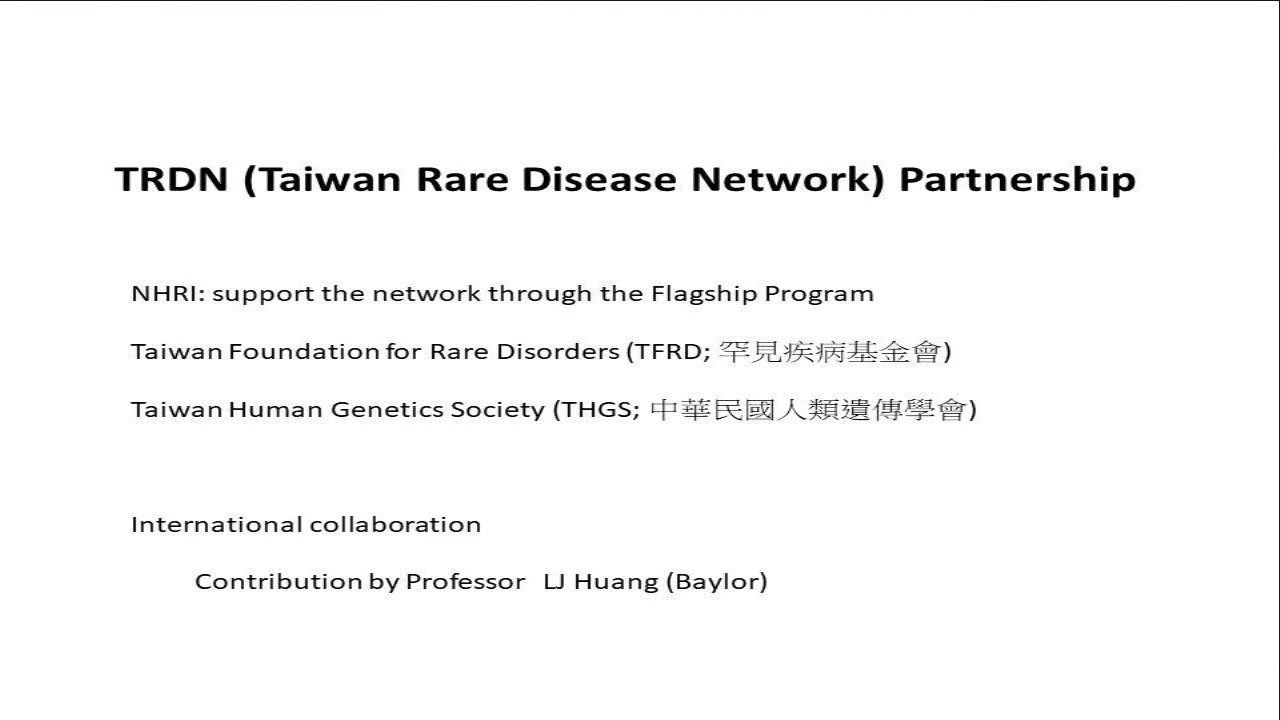 TRDN (Taiwan Rare Disease Network) Partnership
NHRI: support the network through the Flagship Program
Taiwan Foundation for Rare Disorders (TFRD; 罕見疾病基金會)
Taiwan Human Genetics Society (THGS; 中華民國人類遺傳學會)
International collaboration
Contribution by Professor LJ Huang (Baylor)